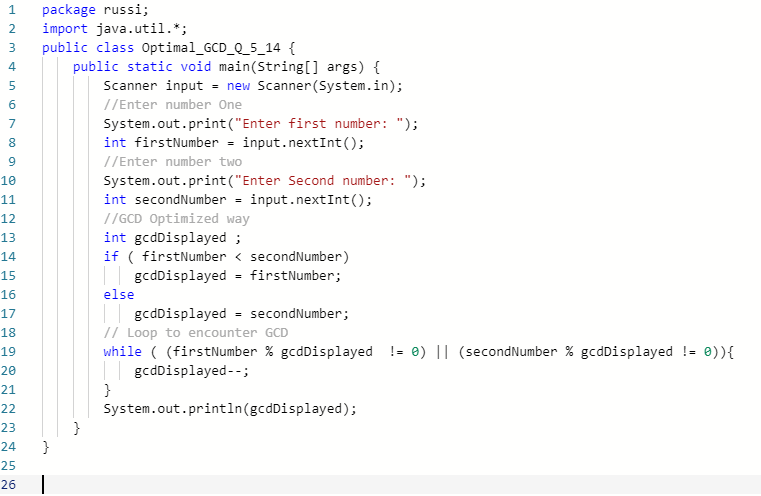 1 package russi;
2 import java.util.*;
3 public class Optimal_GCD_Q_5_14 {
4 public static void main(String[] args) {
5 Scanner input = new Scanner(System.in);
6 //Enter number One
7 System.out.print("Enter first number: ");
8 int firstNumber = input.nextInt();
9 //Enter number two
10 System.out.print("Enter Second number: ");
11 int secondNumber = input.nextInt();
12 //GCD Optimized way
13 int gcdDisplayed ;
14 if ( firstNumber < secondNumber)
15 gcdDisplayed = firstNumber;
16 else
17 gcdDisplayed = secondNumber;
18 // Loop to encounter GCD
19 while ( (firstNumber % gcdDisplayed  != 0) || (secondNumber % gcdDisplayed != 0)){
20 gcdDisplayed--;
21 }
22 System.out.println(gcdDisplayed);
23 }
24 }
25
26